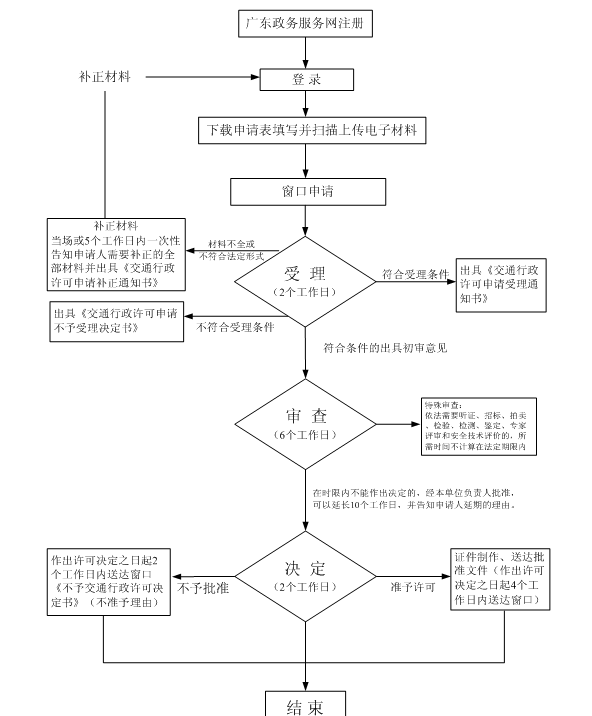 广东政务服务网注册
补正材料
登 录
下载申请表填写并扫描上传电子材料
窗口申请
补正材料
当场或5个工作日内一次性
告知申请人需要补正的全
部材料并出具《交通行政
许可申请补正通知书》
材料不全或
不符合法定形式
受 理
(2个工作日)
符合受理条件
出具《交通行政
许可申请受理通
知书》
出具《交通行政许可申请
不予受理决定书》
不符合受理条件
符合条件的出具初审意见
审 查
(6个工作日)
特殊审查:
依法需要听证、招标、拍卖
、检验、检测、鉴定、专家
评审和安全技术评价的,所
需时间不计算在法定期限内
在时限内不能作出决定的,经本单位负责人批准,
可以延长10个工作日,并告知申请人延期的理由。
作出许可决定之日起2
个工作日内送达窗口
《不予交通行政许可决
定书》(不准予理由)
不予批准
决 定
(2个工作日)
准予许可
证件制作、送达批
准文件(作出许可
决定之日起4个工
作日内送达窗口)
结 束